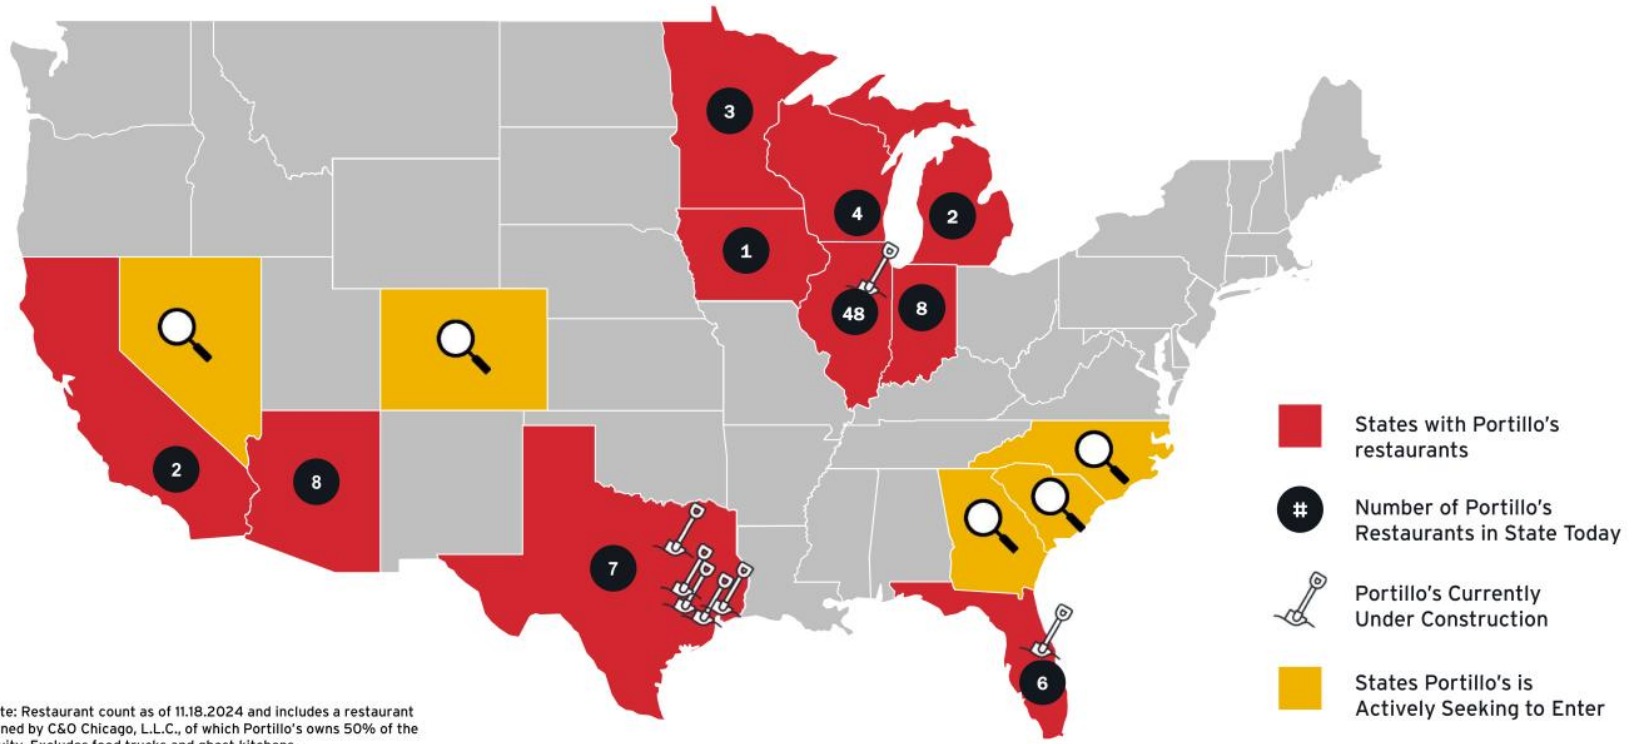 3
4
2
1
48
8
2
8
7
6
States with Portillo's
restaurants
#
Number of Portillo's
Restaurants in State Today
Portillo's Currently
Under Construction
States Portillo's is
Actively Seeking to Enter
te: Restaurant count as of 11.18.2024 and includes a restaurant
ned by C&O Chicago, L.L.C., of which Portillo's owns 50% of the